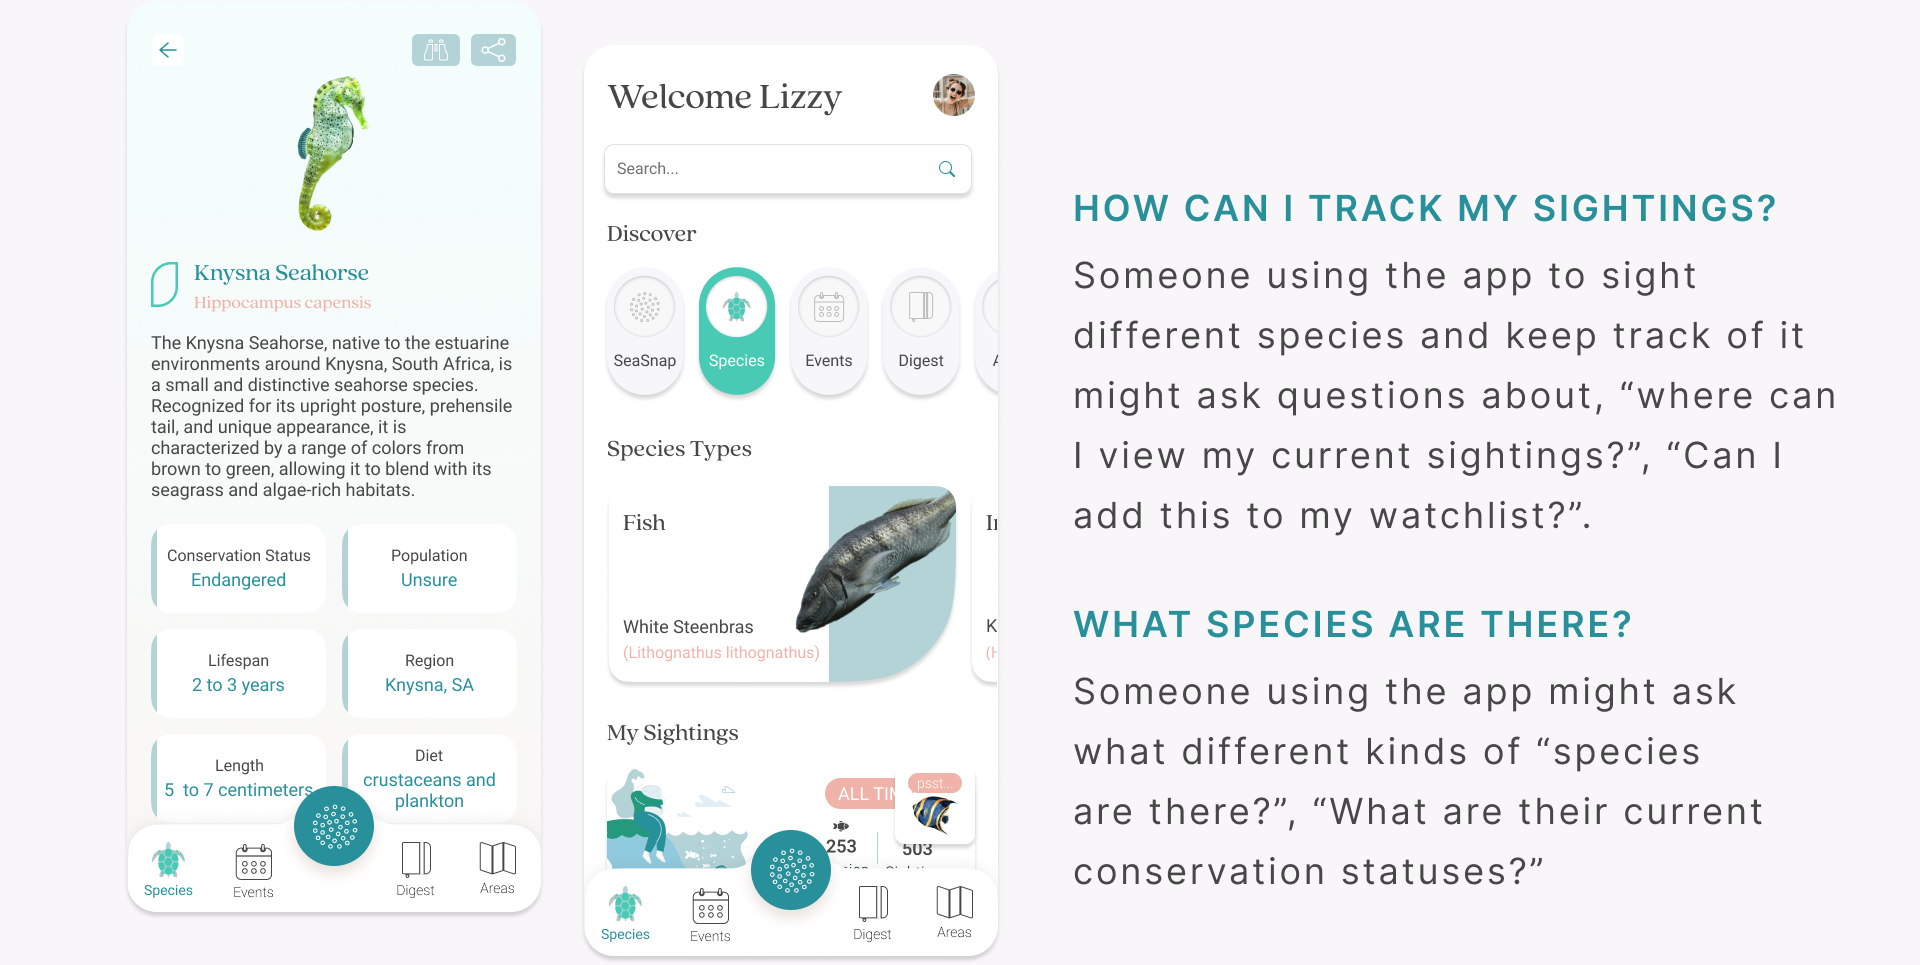 Knysna Seahorse
Hippocampus capensis
The Knysna Seahorse, native to the estuarine
environments around Knysna, South Africa, is
a small and distinctive seahorse species.
Recognized for its upright posture, prehensile
tail, and unique appearance, it is
characterized by a range of colors from
brown to green, allowing it to blend with its
seagrass and algae-rich habitats.
Conservation Status
Endangered
Population
Unsure
Lifespan
2 to 3 years
Region
Knysna, SA
Length
5 to 7 centimeters
Diet
crustaceans and
plankton
Species
Events
Digest
Areas
Welcome Lizzy
Search...
Discover
SeaSnap
Species
Events
Digest
Species Types
Fish
White Steenbras
(Lithognathus lithognathus)
K
(H
My Sightings
ALL TIM
psst...
253
503
Species
Events
Digest
Areas
HOW CAN I TRACK MY SIGHTINGS?
Someone using the app to sight
different species and keep track of it
might ask questions about, “where can
I view my current sightings?”, “Can I
add this to my watchlist?”.
WHAT SPECIES ARE THERE?
Someone using the app might ask
what different kinds of “species
are there?”, “What are their current
conservation statuses?”